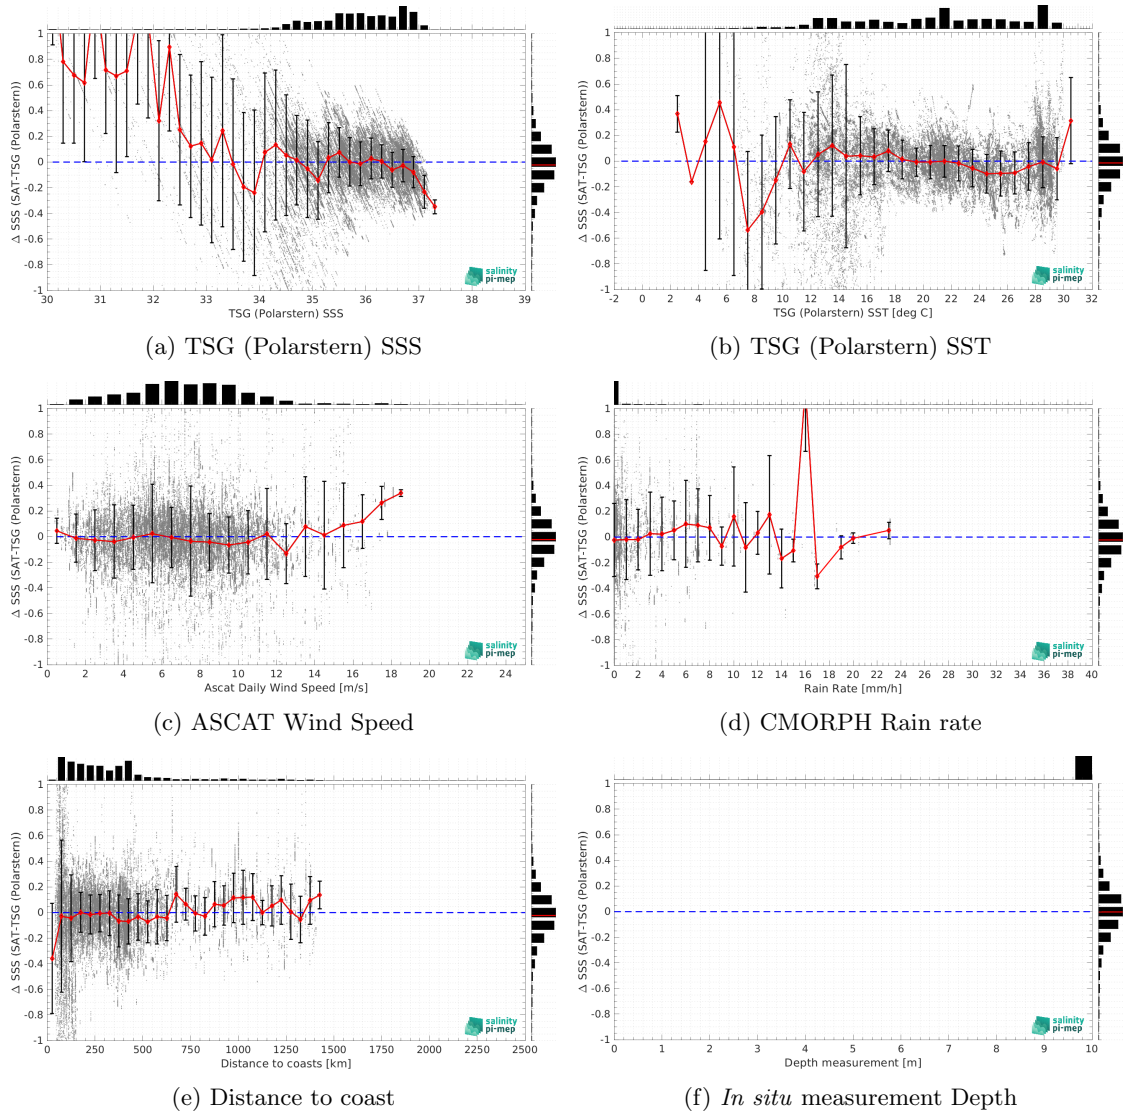 1
0.8
0.6
0.4
0.2
0
-0.2
-0.4
-0.6
-0.8
-1
Δ SSS (SAT-TSG (Polarstern))
salinity
pi-mep
30 31 32 33 34 35 36 37 38 39
TSG (Polarstern) SSS
(a) TSG (Polarstern) SSS
1
0.8
0.6
0.4
0.2
0
-0.2
-0.4
-0.6
-0.8
-1
Δ SSS (SAT-TSG (Polarstern))
salinity
pi-mep
-2 0 2 4 6 8 10 12 14 16 18 20 22 24 26 28 30 32
TSG (Polarstern) SST [deg C]
(b) TSG (Polarstern) SST
1
0.8
0.6
0.4
0.2
0
-0.2
-0.4
-0.6
-0.8
-1
Δ SSS (SAT-TSG (Polarstern))
salinity
pi-mep
0 2 4 6 8 10 12 14 16 18 20 22 24
Ascat Daily Wind Speed [m/s]
(c) ASCAT Wind Speed
1
0.8
0.6
0.4
0.2
0
-0.2
-0.4
-0.6
-0.8
-1
Δ SSS (SAT-TSG (Polarstern))
salinity
pi-mep
0 2 4 6 8 10 12 14 16 18 20 22 24 26 28 30 32 34 36 38 40
Rain Rate [mm/h]
(d) CMORPH Rain rate
1
0.8
0.6
0.4
0.2
0
-0.2
-0.4
-0.6
-0.8
-1
Δ SSS (SAT-TSG (Polarstern))
salinity
pi-mep
0 250 500 750 1000 1250 1500 1750 2000 2250 2500
Distance to coasts [km]
(e) Distance to coast
1
0.8
0.6
0.4
0.2
0
-0.2
-0.4
-0.6
-0.8
-1
Δ SSS (SAT-TSG (Polarstern))
salinity
pi-mep
0 1 2 3 4 5 6 7 8 9 10
Depth measurement [m]
(f) In situ measurement Depth